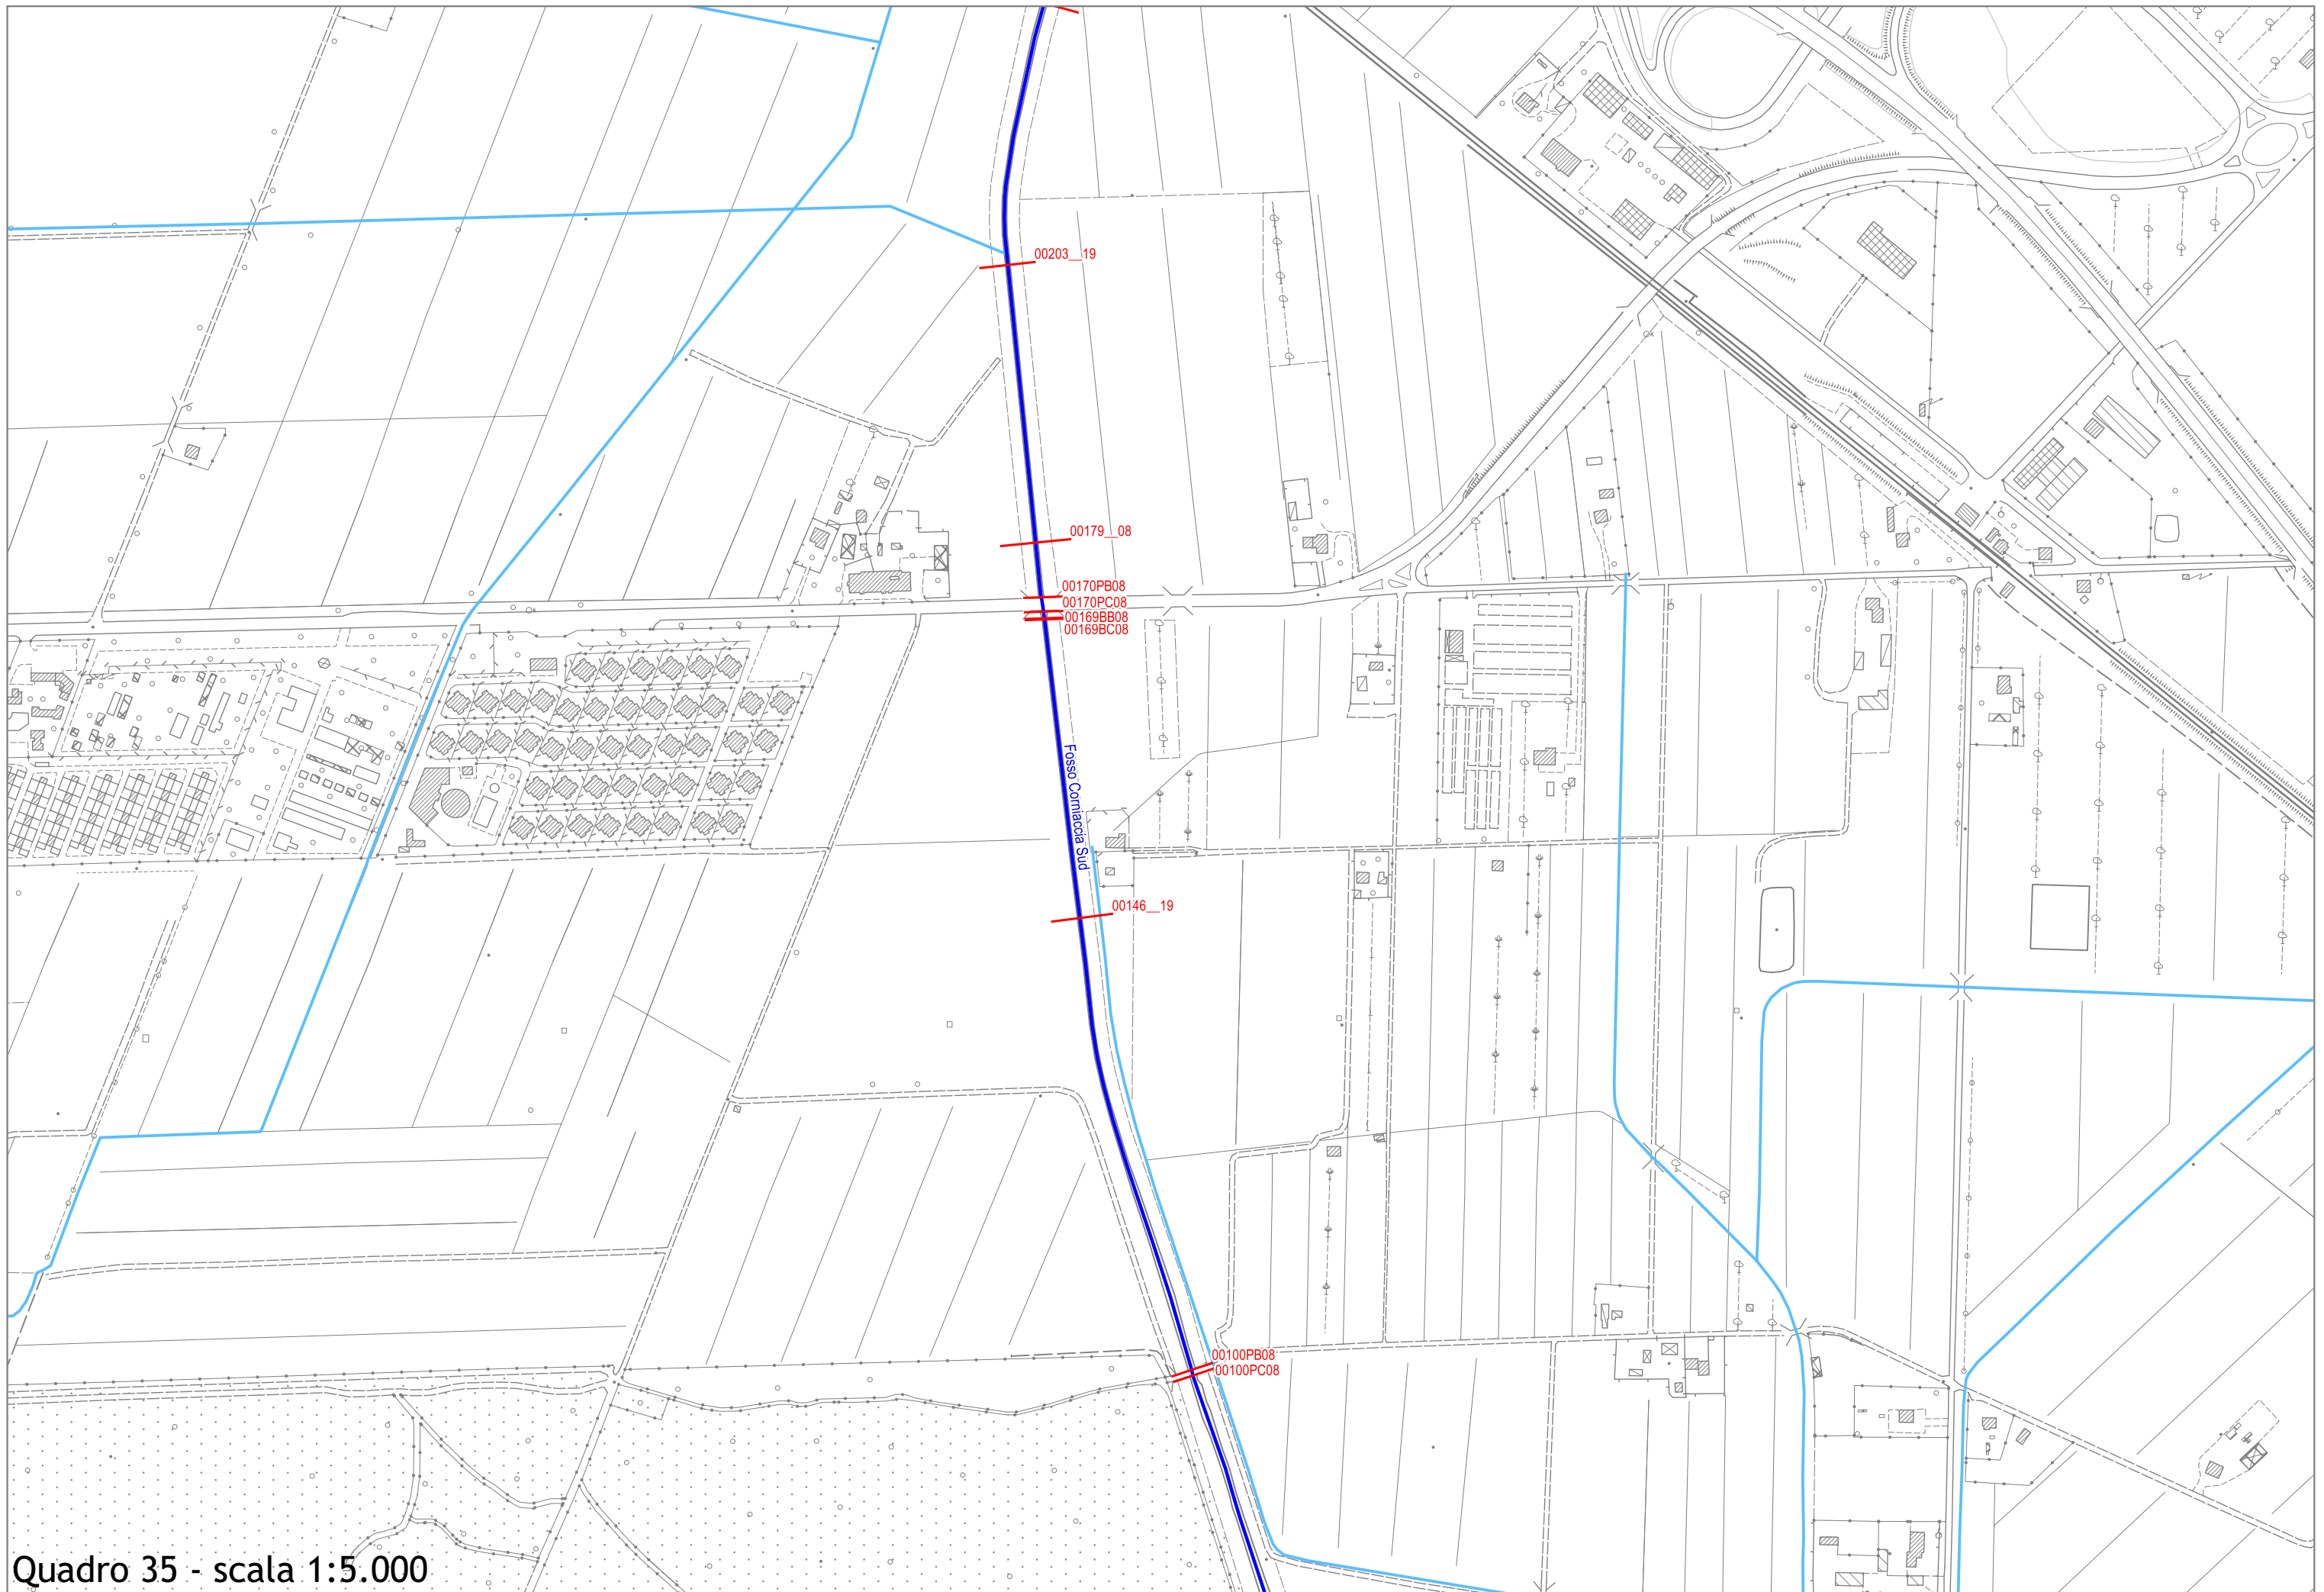 00203__19
00179__08
00170PB08
00170PC08
00169BB08
00169BC08
Fosso Corniaccia Sud
00146__19
00100PB08
00100PC08
Quadro 35 - scala 1:5.000